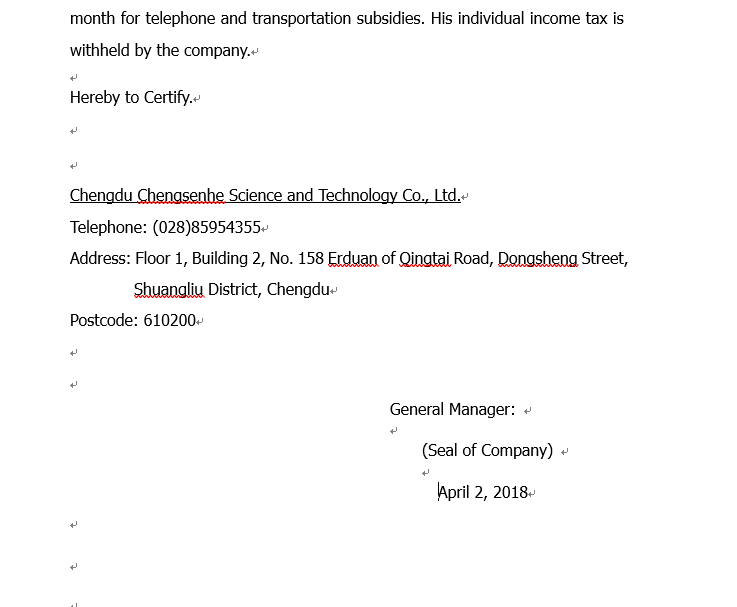 month for telephone and transportation subsidies. His individual income tax is
withheld by the company.
Hereby to Certify.
Chengdu Chengsenhe Science and Technology Co., Ltd.
Telephone: (028)85954355
Address: Floor 1, Building 2, No. 158 Erduan of Qingtai Road, Dongsheng Street,
Shuangliu District, Chengdu
Postcode: 610200
General Manager:
(Seal of Company)
April 2, 2018